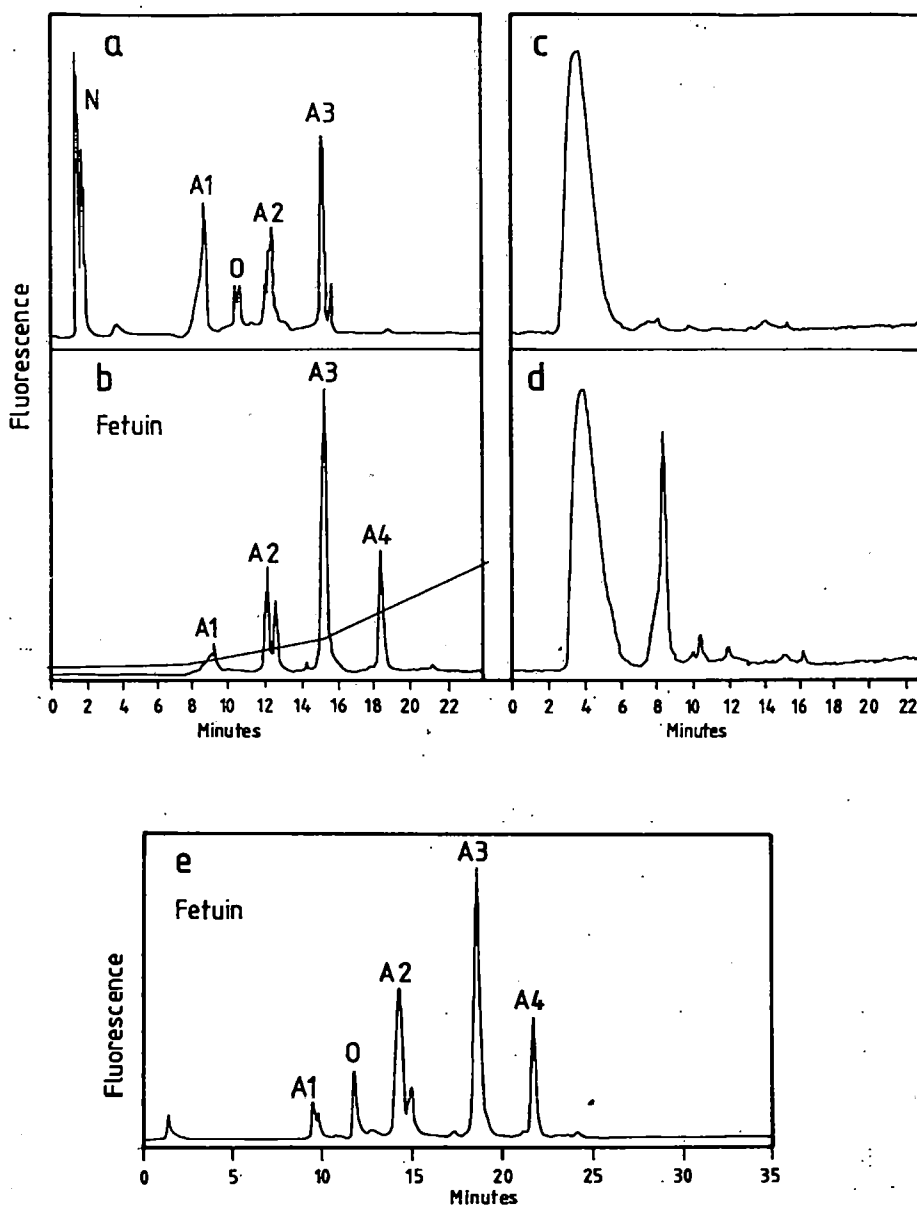 a
N
A1
O
A2
A3
c
Fluorescence
b
Fetuin
A1
A2
A3
A4
d
0 2 4 6 8 10 12 14 16 18 20 22
Minutes
0 2 4 6 8 10 12 14 16 20 22
Minutes
e
Fetuin
A1
O
A2
A3
A4
Fluorescence
0 5 10 15 20 25 30 35
Minutes